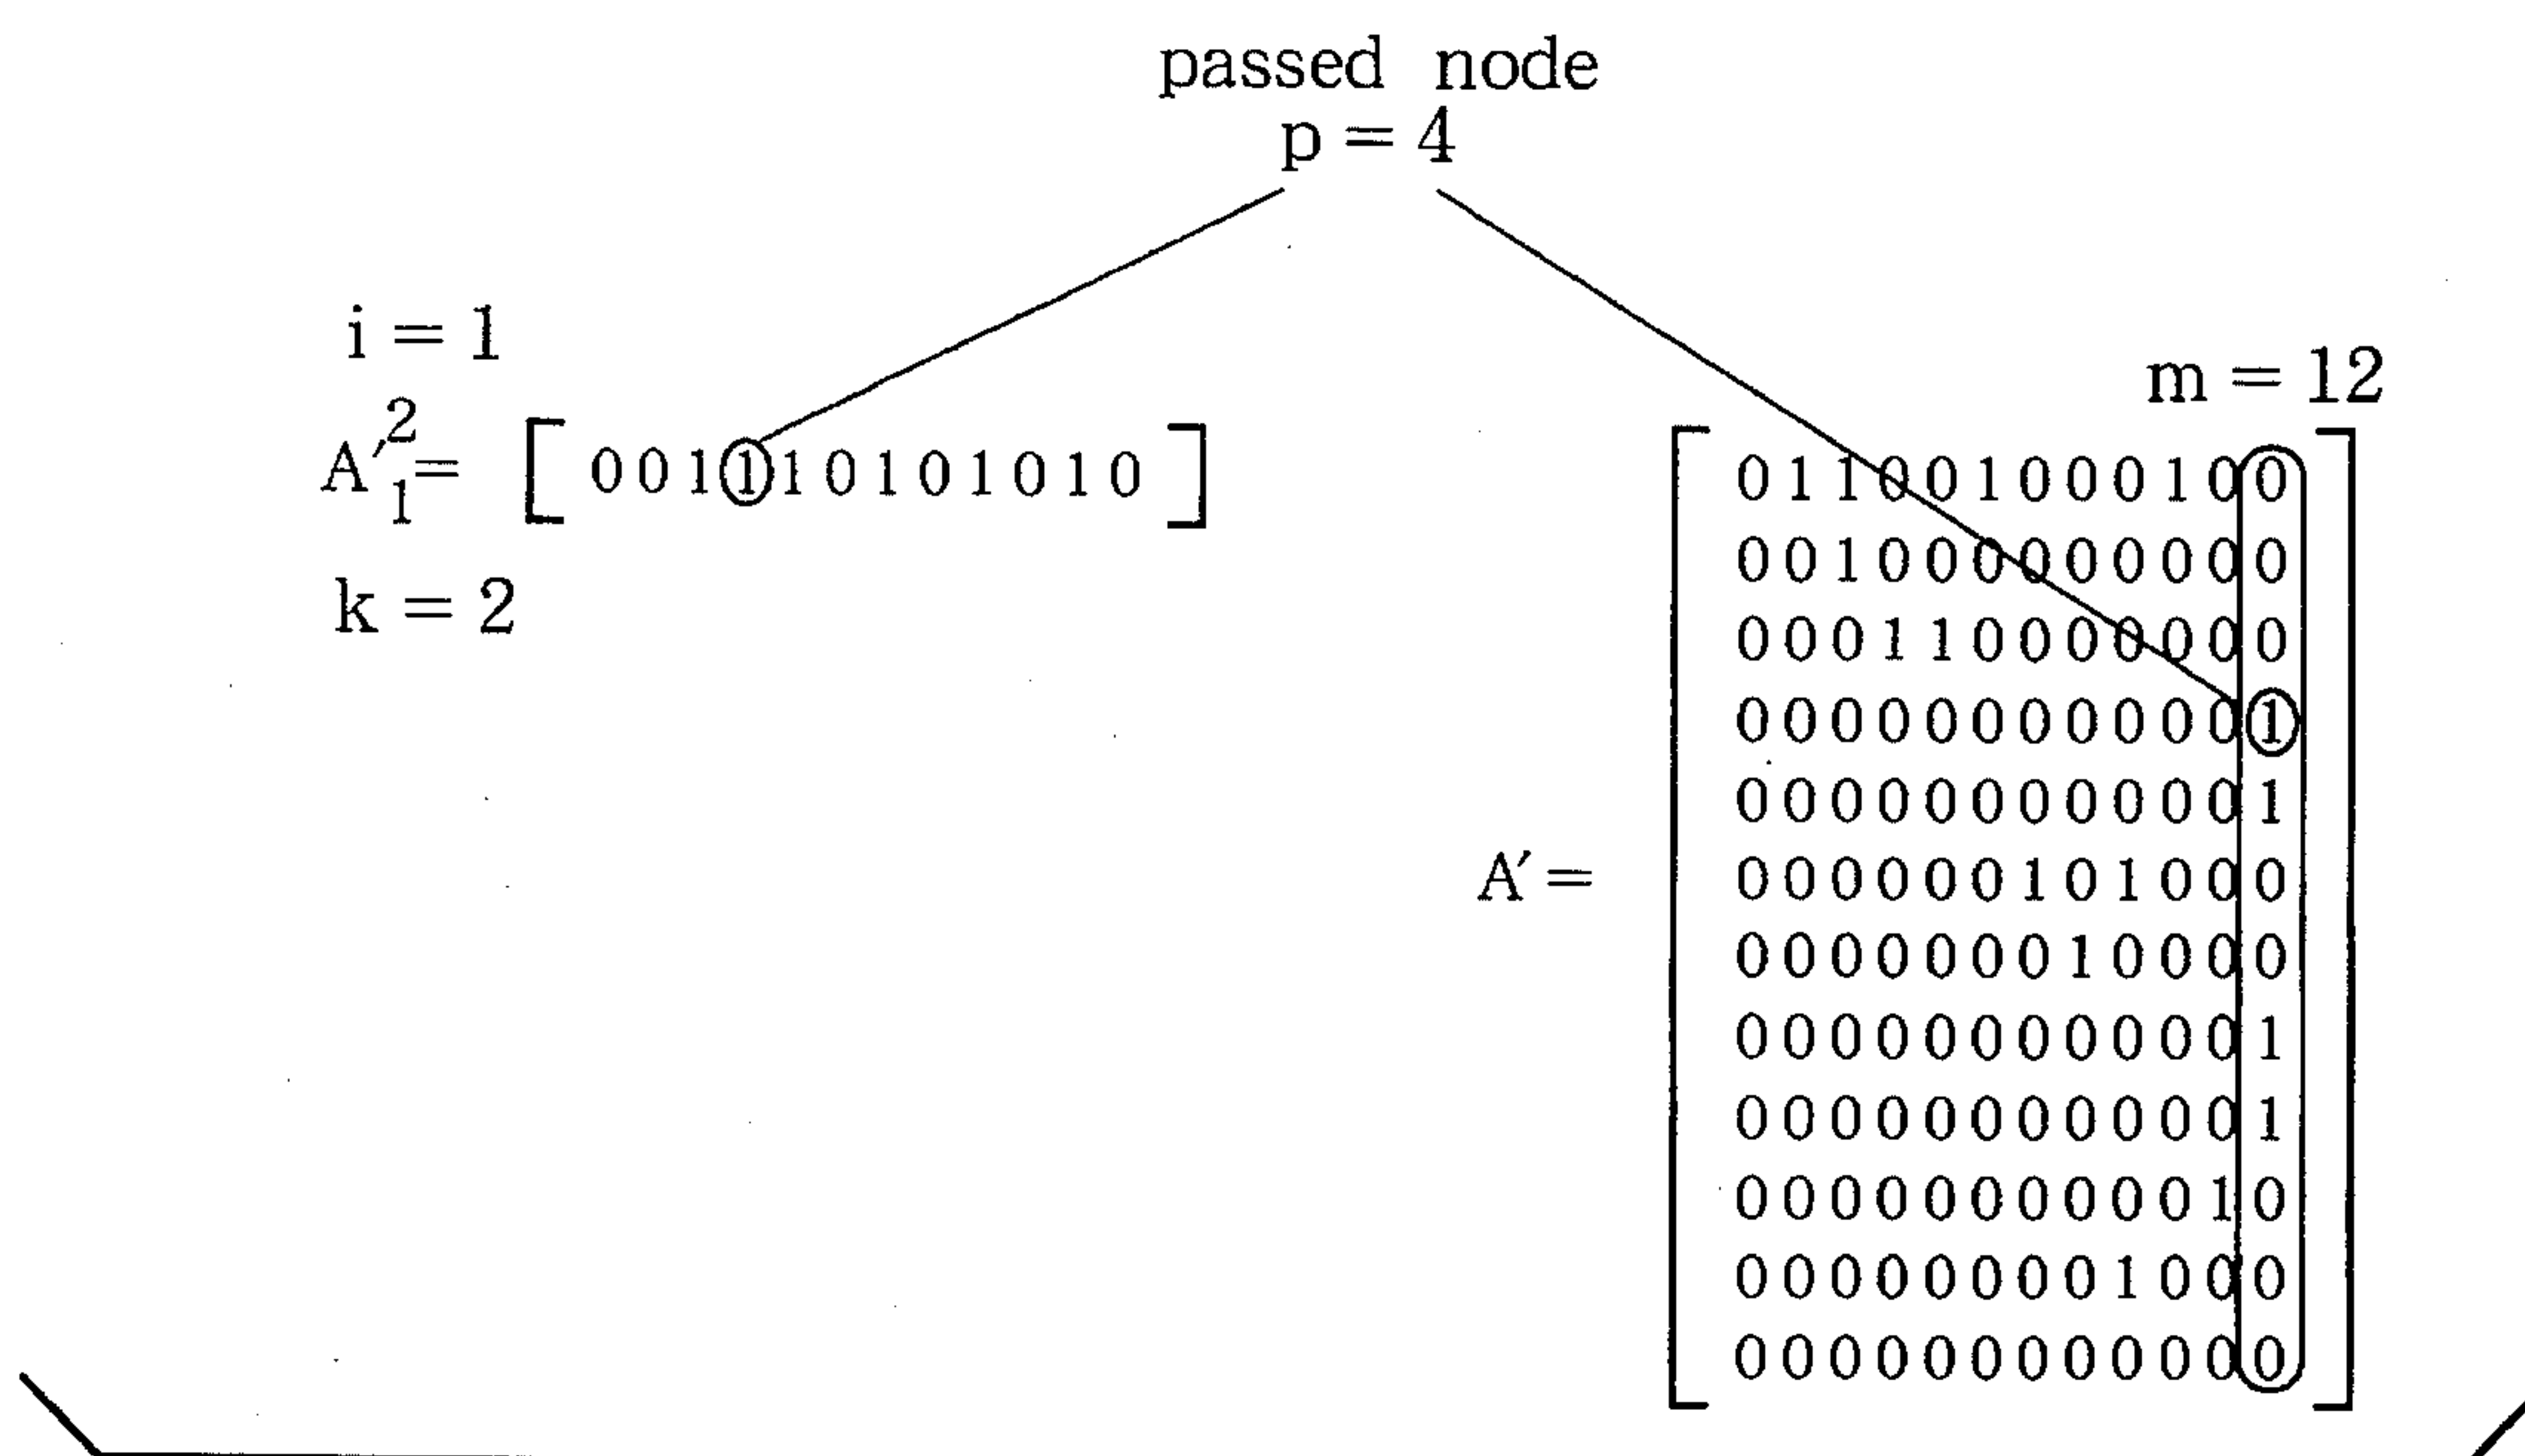 passed node
p = 4
i = 1
A′²₁ = [ 0 0 1 1 1 0 1 0 1 0 1 0 ]
k = 2
m = 12
A′ =
0 1 1 0 0 1 0 0 0 1 0 0
0 0 1 0 0 0 0 0 0 0 0 0
0 0 0 1 1 0 0 0 0 0 0 0
0 0 0 0 0 0 0 0 0 0 0 1
0 0 0 0 0 0 0 0 0 0 0 1
0 0 0 0 0 0 1 0 1 0 0 0
0 0 0 0 0 0 0 1 0 0 0 0
0 0 0 0 0 0 0 0 0 0 0 1
0 0 0 0 0 0 0 0 0 0 0 1
0 0 0 0 0 0 0 0 0 0 1 0
0 0 0 0 0 0 0 0 1 0 0 0
0 0 0 0 0 0 0 0 0 0 0 0